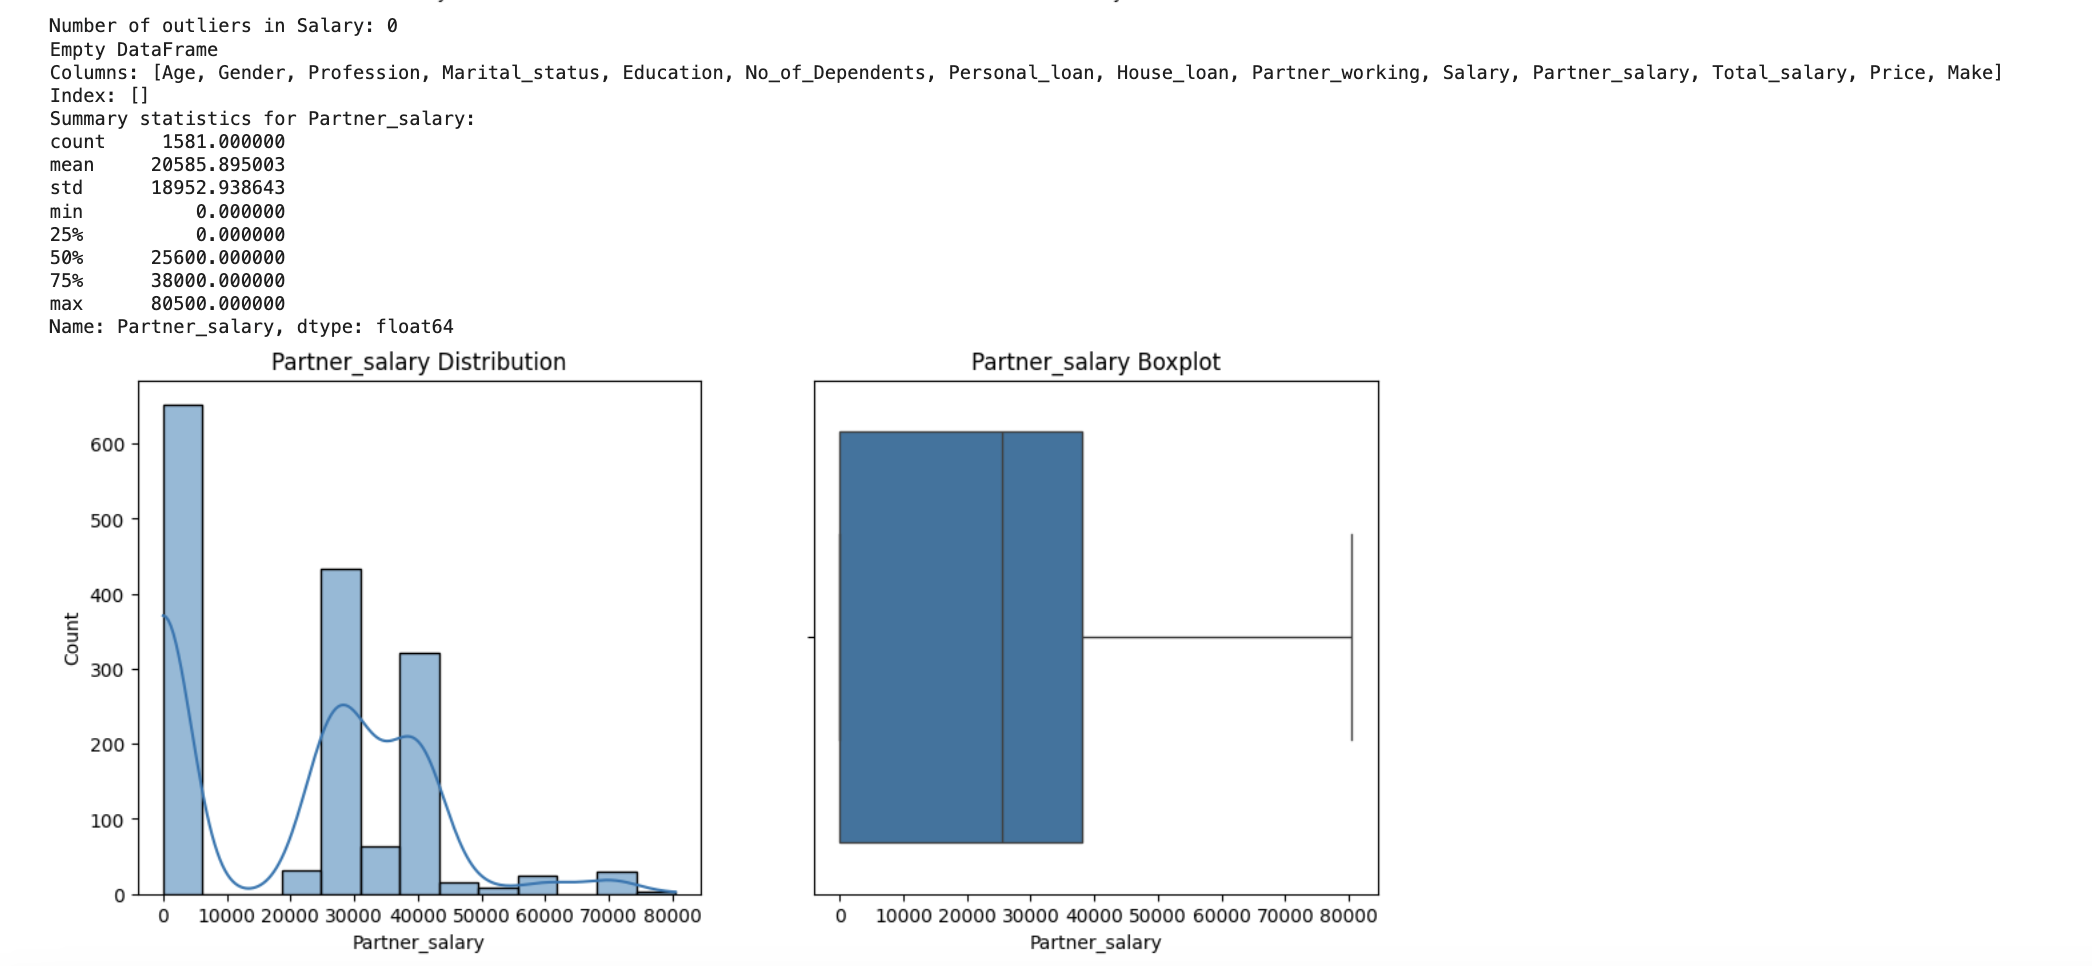 Number of outliers in Salary: 0
Empty DataFrame
Columns: [Age, Gender, Profession, Marital_status, Education, No_of_Dependents, Personal_loan, House_loan, Partner_working, Salary, Partner_salary, Total_salary, Price, Make]
Index: []
Summary statistics for Partner_salary:
count 1581.000000
mean 20585.895003
std 18952.938643
min 0.000000
25% 0.000000
50% 25600.000000
75% 38000.000000
max 80500.000000
Name: Partner_salary, dtype: float64
Partner_salary Distribution
600
500
400
300
200
100
0
Count
0 10000 20000 30000 40000 50000 60000 70000 80000
Partner_salary
Partner_salary Boxplot
0 10000 20000 30000 40000 50000 60000 70000 80000
Partner_salary